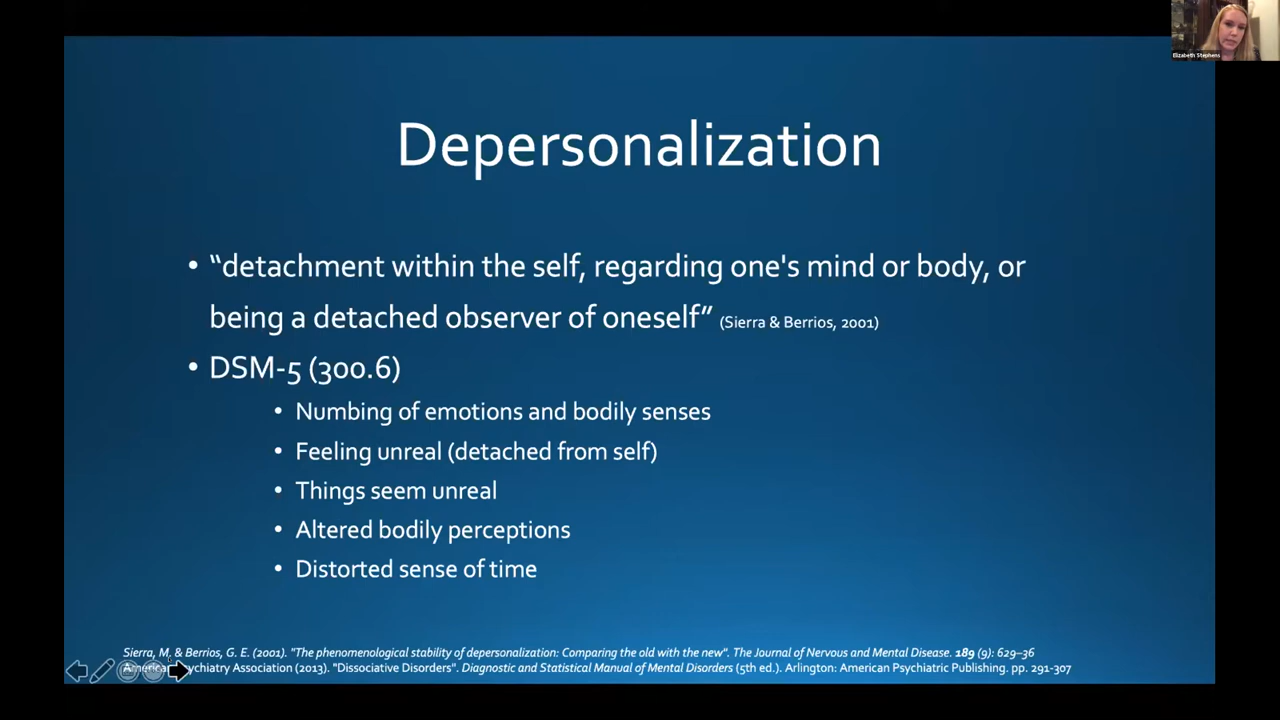 Elizabeth Stephens
Depersonalization
• “detachment within the self, regarding one's mind or body, or
being a detached observer of oneself” (Sierra & Berrios, 2001)
• DSM-5 (300.6)
• Numbing of emotions and bodily senses
• Feeling unreal (detached from self)
• Things seem unreal
• Altered bodily perceptions
• Distorted sense of time
Sierra, M. & Berrios, G. E. (2001). "The phenomenological stability of depersonalization: Comparing the old with the new". The Journal of Nervous and Mental Disease. 189 (9): 629–36
American Psychiatry Association (2013). "Dissociative Disorders". Diagnostic and Statistical Manual of Mental Disorders (5th ed.). Arlington: American Psychiatric Publishing. pp. 291-307